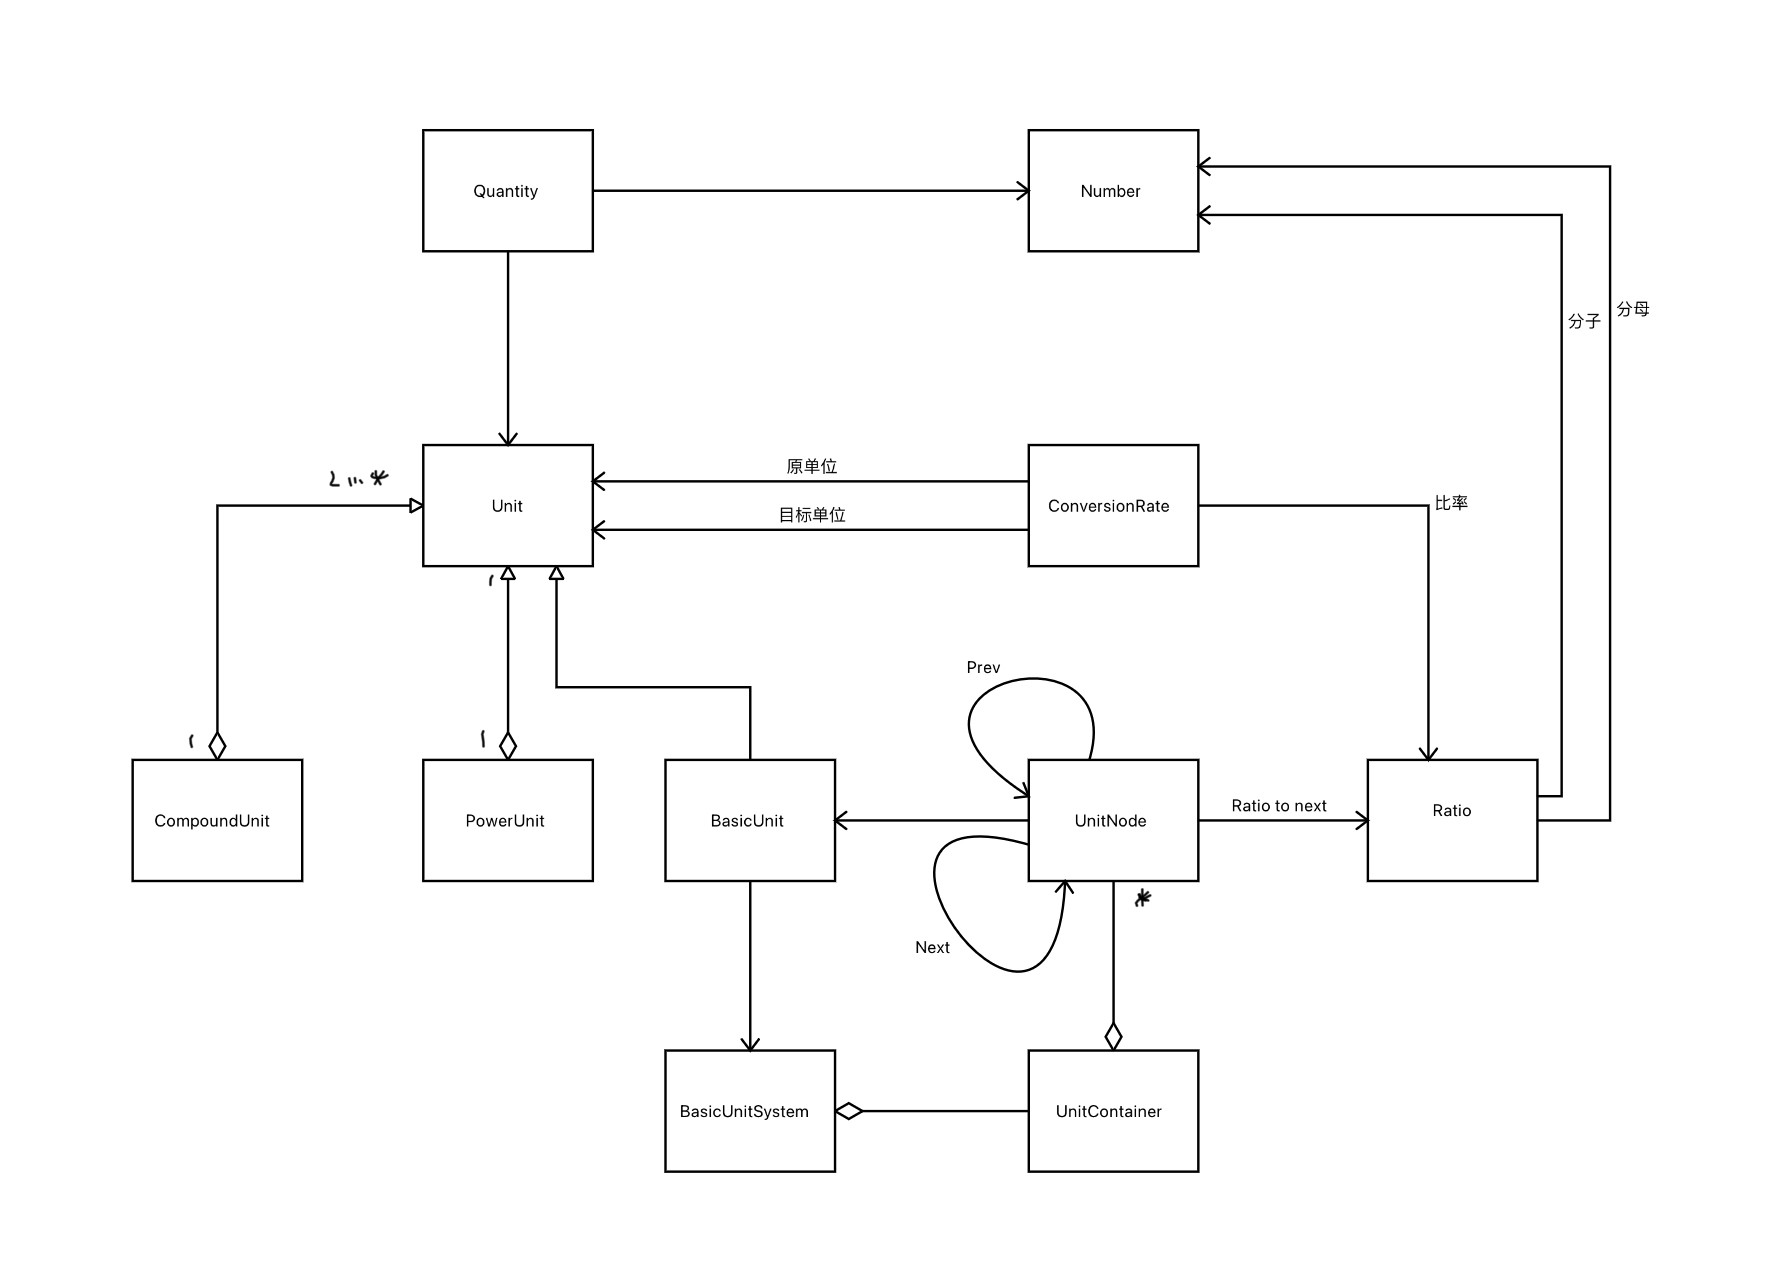 Quantity
Number
分子
分母
原单位
2...*
Unit
ConversionRate
比率
目标单位
1
Prev
1
1
CompoundUnit
PowerUnit
BasicUnit
UnitNode
Ratio to next
Ratio
*
Next
BasicUnitSystem
UnitContainer